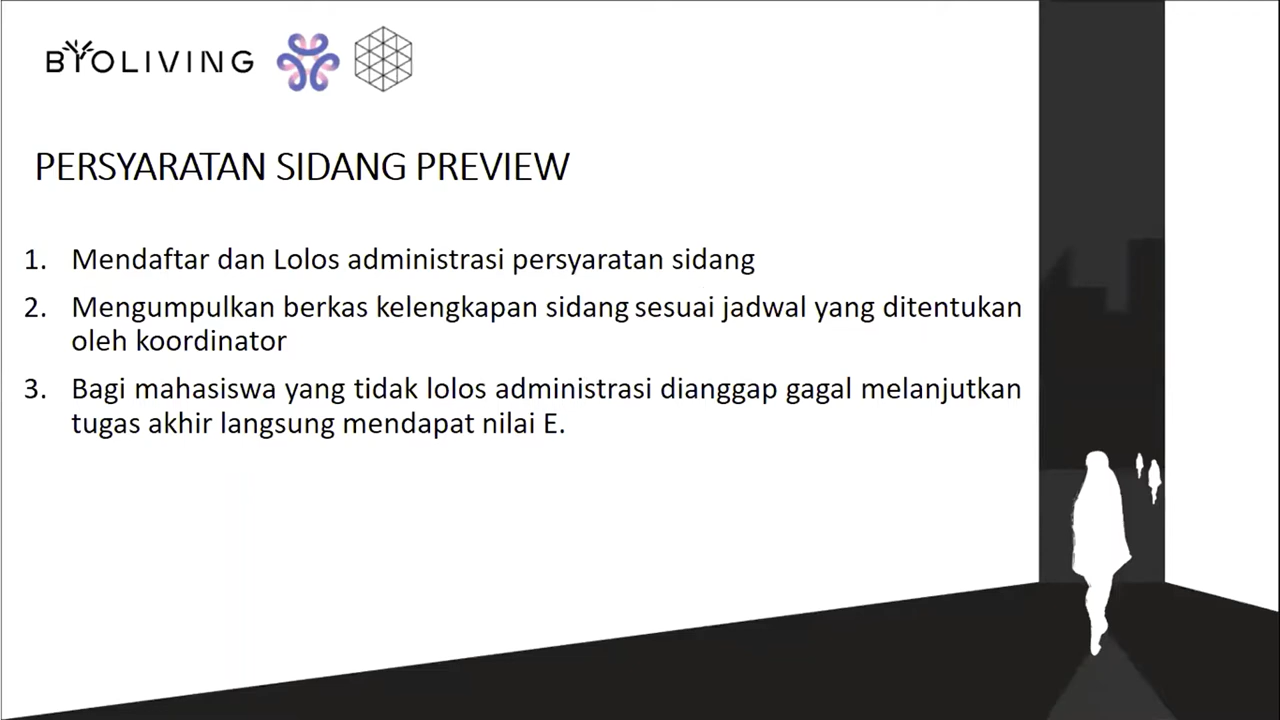 BIOLIVING
PERSYARATAN SIDANG PREVIEW
1. Mendaftar dan Lolos administrasi persyaratan sidang
2. Mengumpulkan berkas kelengkapan sidang sesuai jadwal yang ditentukan
oleh koordinator
3. Bagi mahasiswa yang tidak lolos administrasi dianggap gagal melanjutkan
tugas akhir langsung mendapat nilai E.